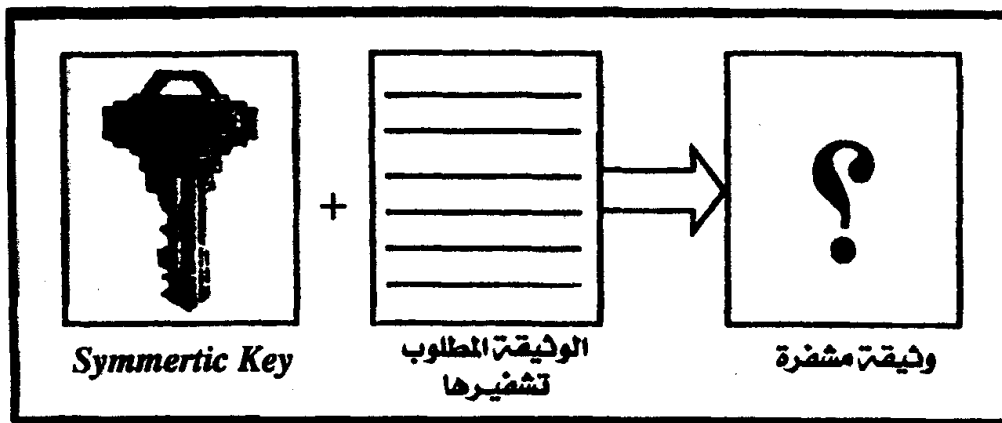 +
؟
Symmertic Key
الوثيقة المطلوب
تشفيرها
وثيقة مشفرة